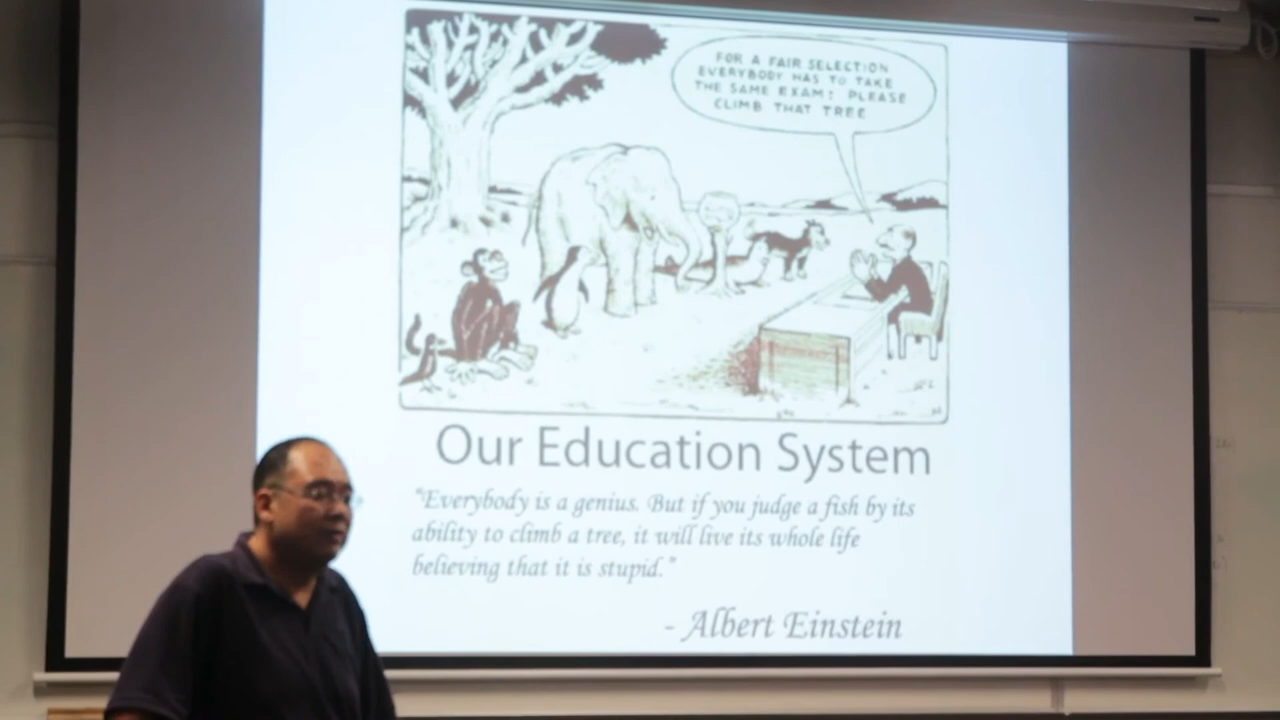 FOR A FAIR SELECTION
EVERYBODY HAS TO TAKE
THE SAME EXAM: PLEASE
CLIMB THAT TREE
Our Education System
"Everybody is a genius. But if you judge a fish by its
ability to climb a tree, it will live its whole life
believing that it is stupid."
- Albert Einstein